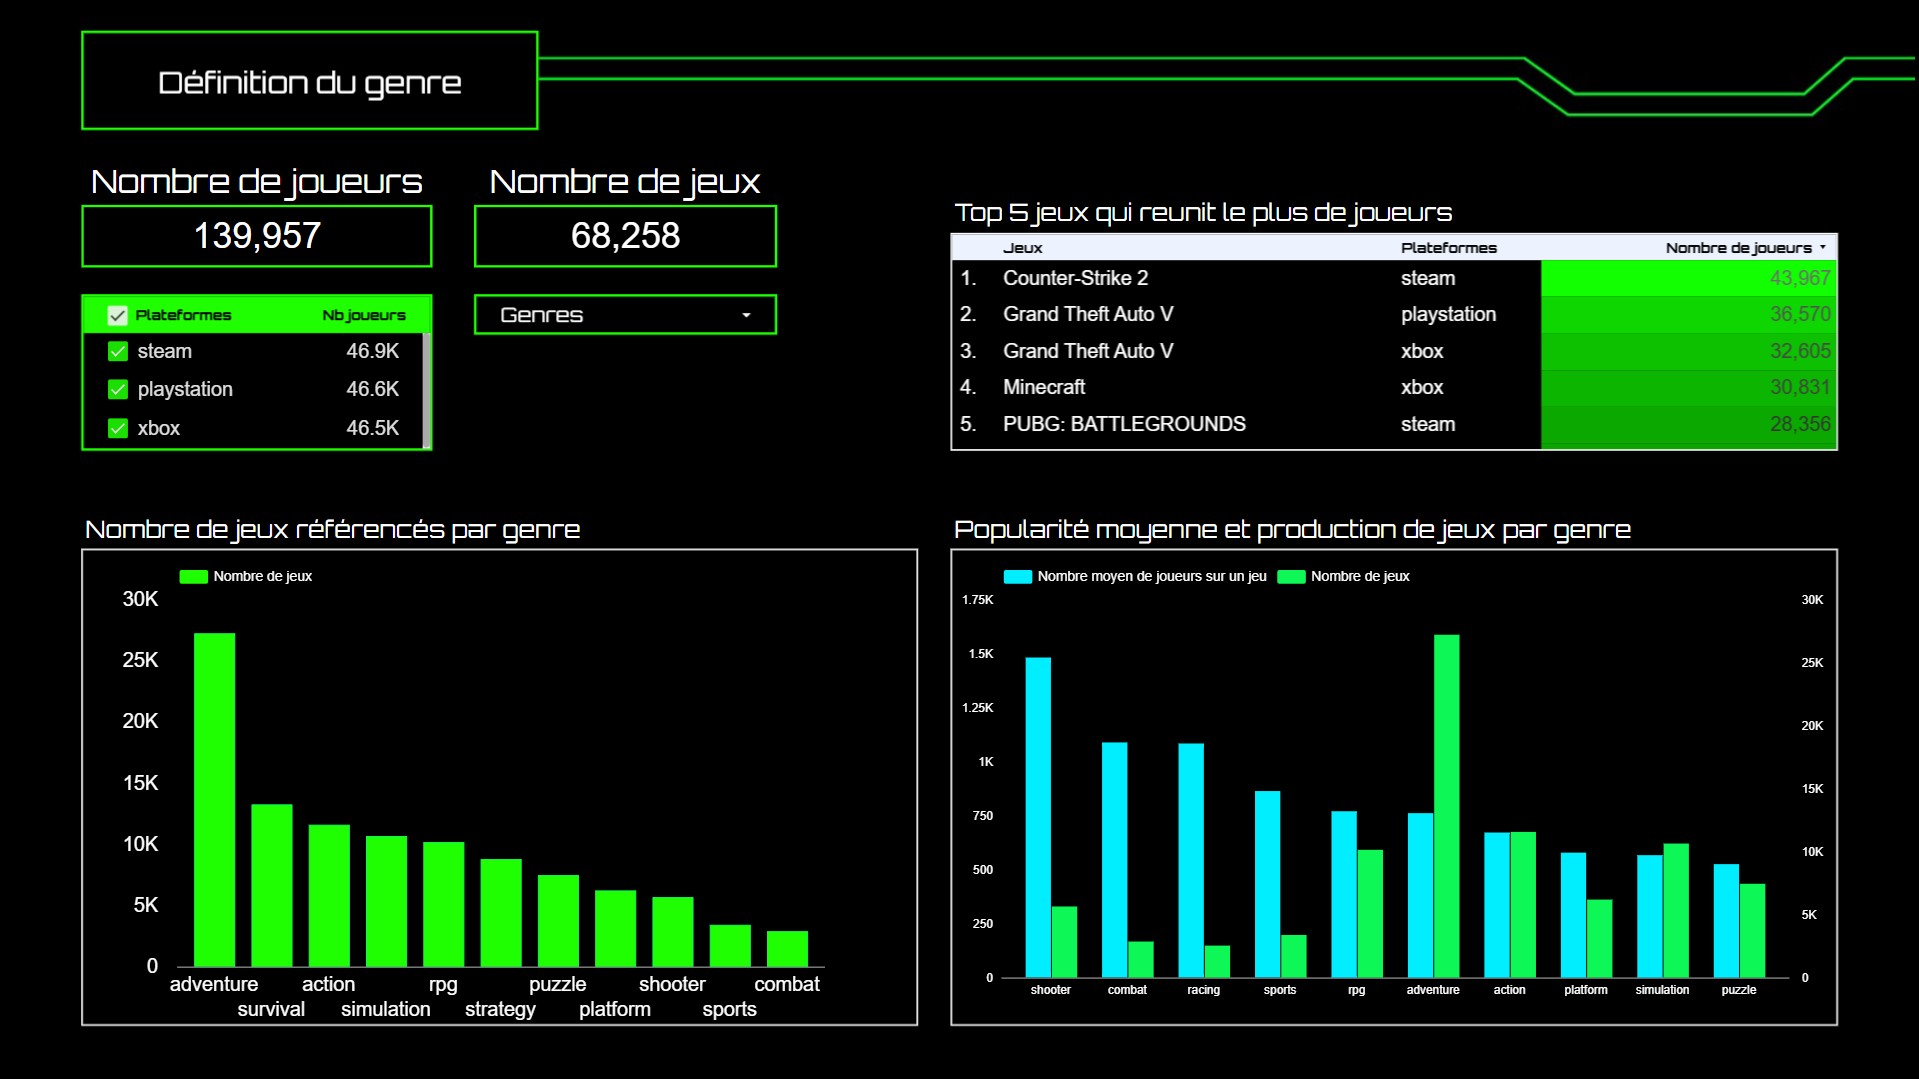 Définition du genre
Nombre de joueurs
139,957
Nombre de jeux
68,258
Plateformes Nb joueurs
steam 46.9K
playstation 46.6K
xbox 46.5K
Genres
Top 5 jeux qui reunit le plus de joueurs
Jeux Plateformes Nombre de joueurs
1. Counter-Strike 2 steam 43,967
2. Grand Theft Auto V playstation 36,570
3. Grand Theft Auto V xbox 32,605
4. Minecraft xbox 30,831
5. PUBG: BATTLEGROUNDS steam 28,356
Nombre de jeux référencés par genre
Nombre de jeux
30K
25K
20K
15K
10K
5K
0
adventure action rpg puzzle shooter combat
survival simulation strategy platform sports
Popularité moyenne et production de jeux par genre
Nombre moyen de joueurs sur un jeu Nombre de jeux
1.75K
1.5K
1.25K
1K
750
500
250
0
30K
25K
20K
15K
10K
5K
0
shooter combat racing sports rpg adventure action platform simulation puzzle